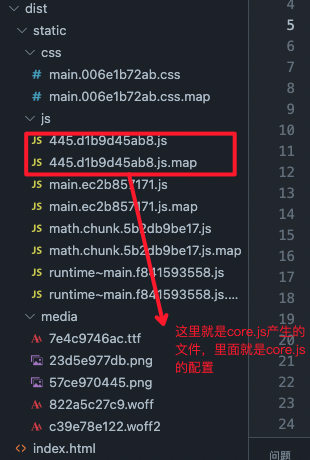 dist
static
css
main.006e1b72ab.css
main.006e1b72ab.css.map
js
445.d1b9d45ab8.js
445.d1b9d45ab8.js.map
main.ec2b857171.js
main.ec2b857171.js.map
math.chunk.5b2db9be17.js
math.chunk.5b2db9be17.js.map
runtime~main.f841593558.js
runtime~main.f841593558.js....
media
7e4c9746ac.ttf
23d5e977db.png
57ce970445.png
822a5c27c9.woff
c39e78e122.woff2
index.html
这里就是core.js产生的
文件，里面就是core.js
的配置
4
5
6
7
8
9
10
11
12
13
14
15
16
17
18
19
20
21
22
23
24
问题